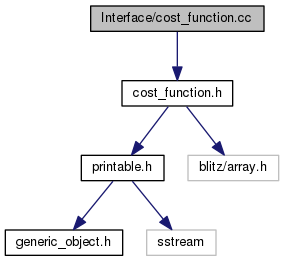 Interface/cost_function.cc
cost_function.h
printable.h
blitz/array.h
generic_object.h
sstream